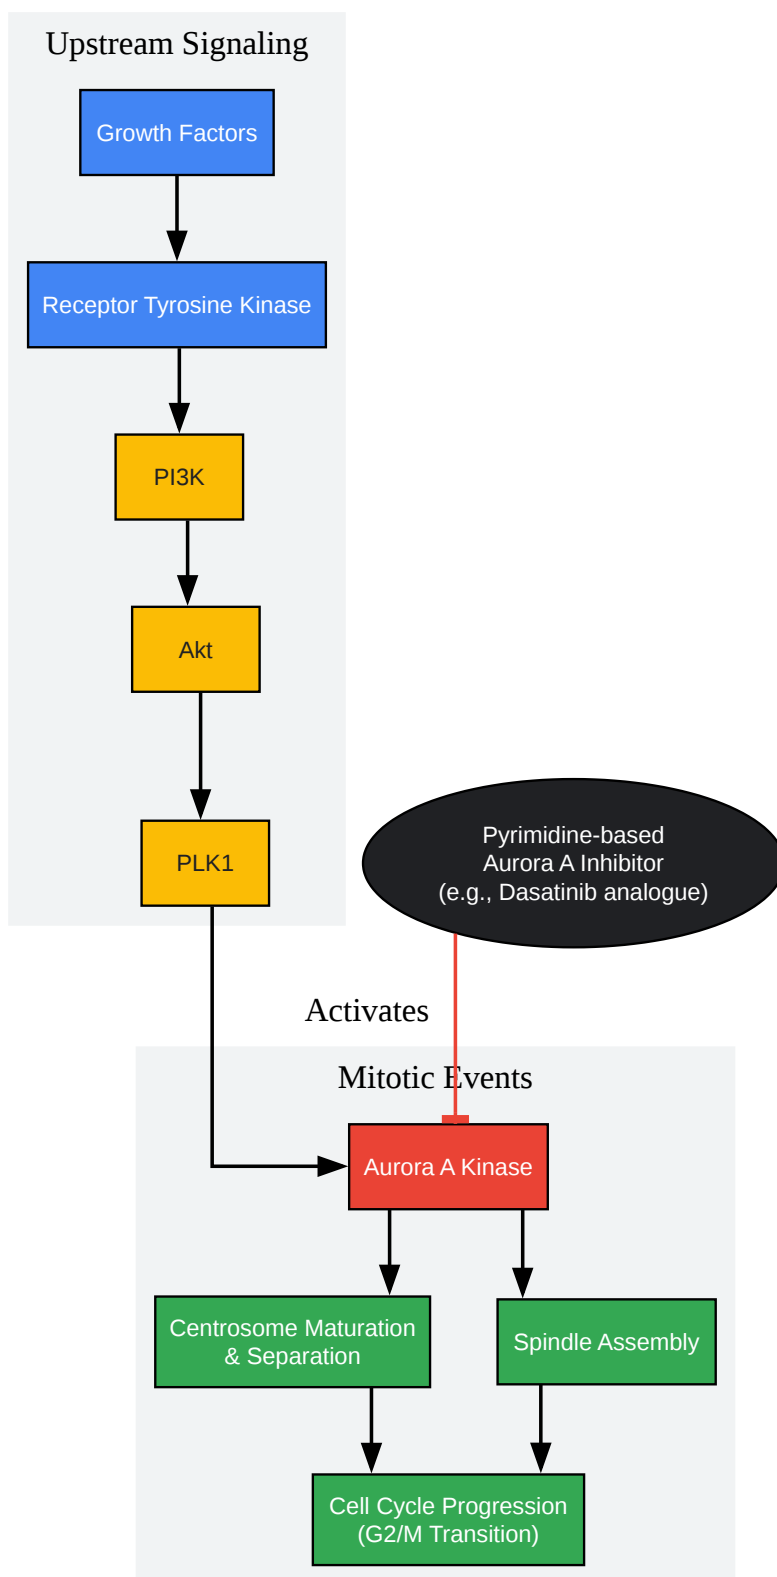 Upstream Signaling
Growth Factors
Receptor Tyrosine Kinase
PI3K
Akt
PLK1
Pyrimidine-based
Aurora A Inhibitor
(e.g., Dasatinib analogue)
Activates
Mitotic Events
Aurora A Kinase
Centrosome Maturation
& Separation
Spindle Assembly
Cell Cycle Progression
(G2/M Transition)